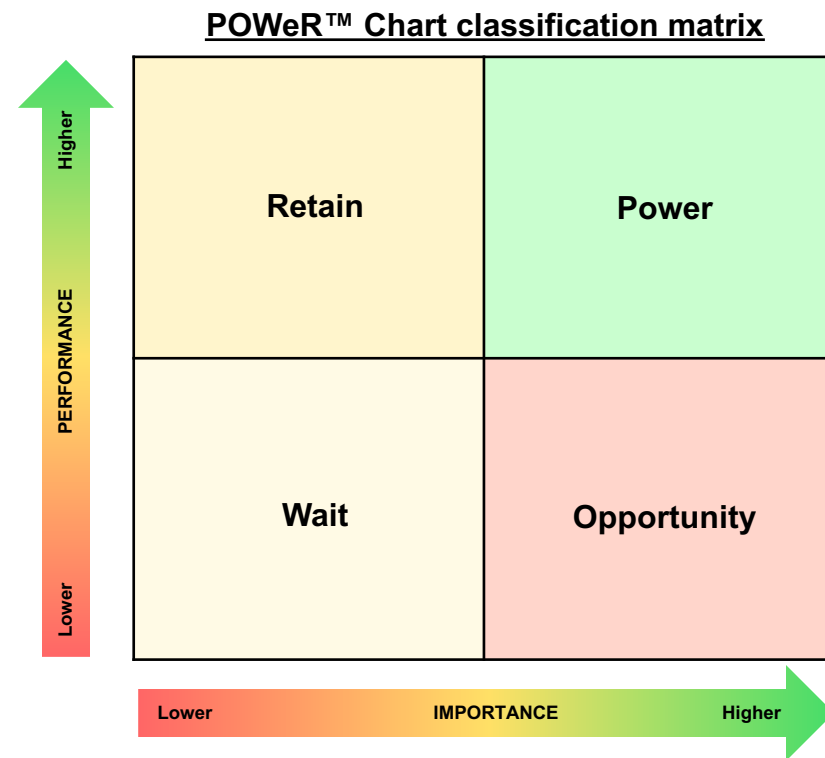 POWeR™ Chart classification matrix
Higher
PERFORMANCE
Lower
Retain
Power
Wait
Opportunity
Lower
IMPORTANCE
Higher